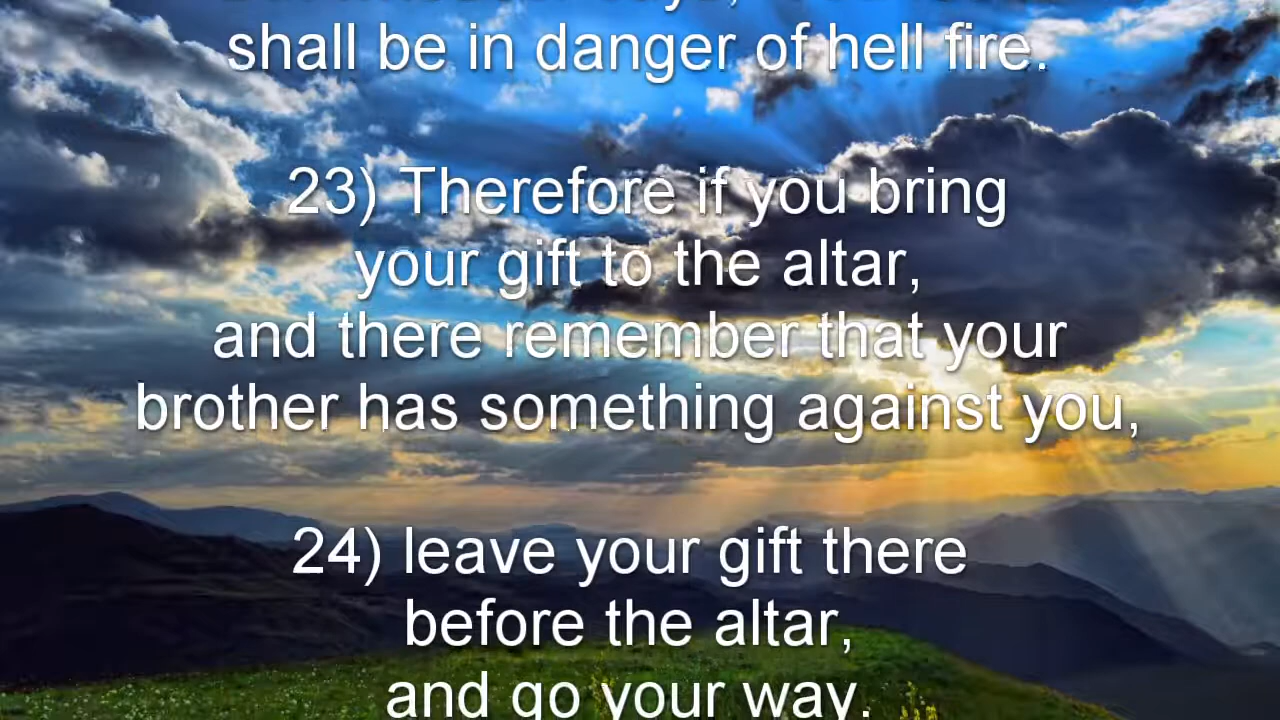 shall be in danger of hell fire.
23) Therefore if you bring
your gift to the altar,
and there remember that your
brother has something against you,
24) leave your gift there
before the altar,
and go your way.